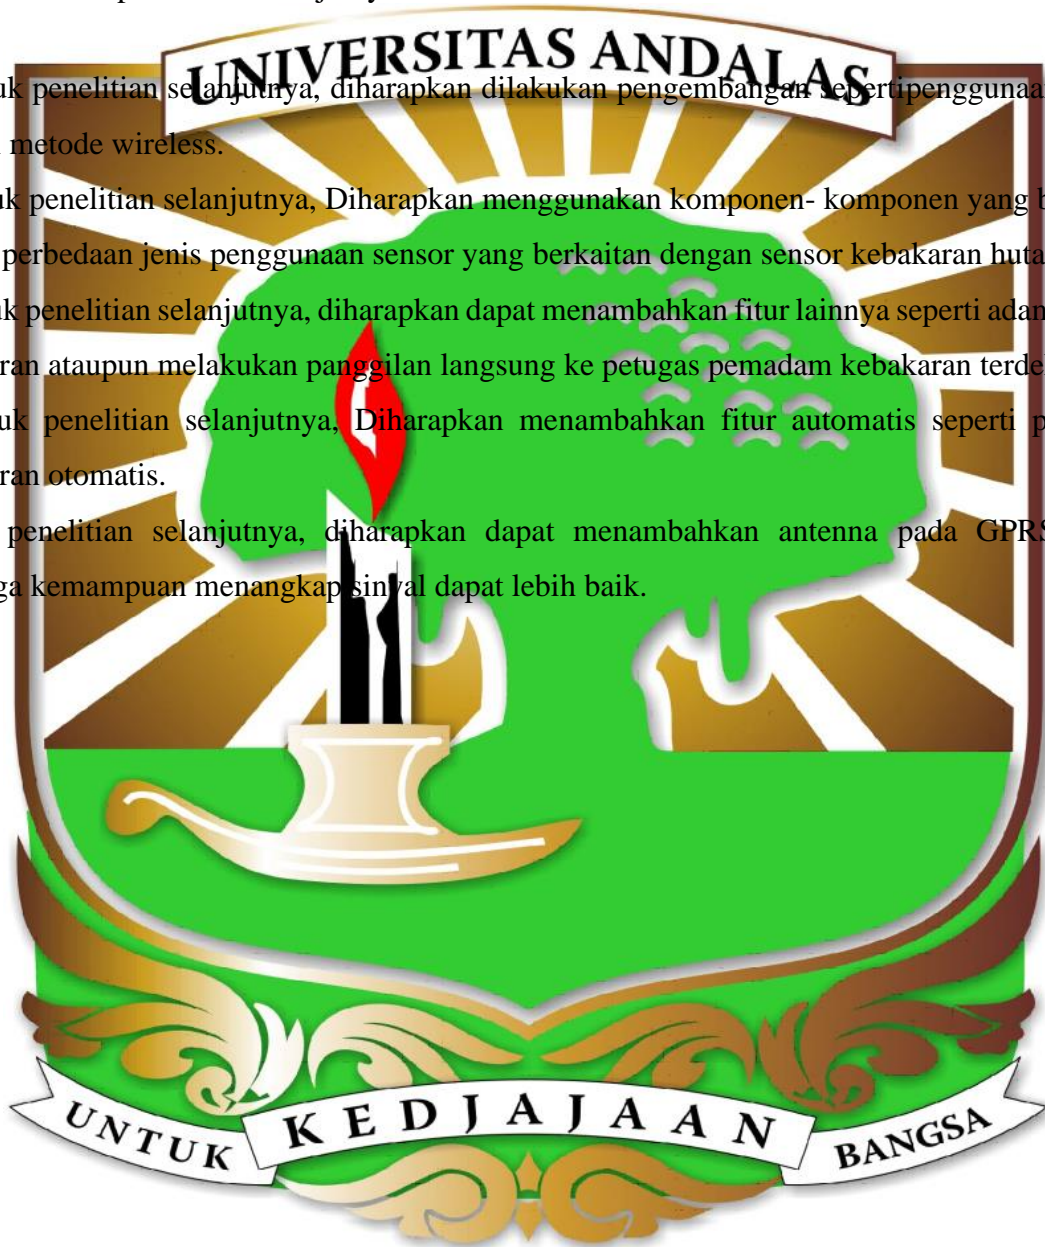 UNIVERSITAS ANDALAS
uk penelitian selanjutnya, diharapkan dilakukan pengembangan sepertipenggunaa
metode wireless.
uk penelitian selanjutnya, Diharapkan menggunakan komponen- komponen yang b
perbedaan jenis penggunaan sensor yang berkaitan dengan sensor kebakaran huta
uk penelitian selanjutnya, diharapkan dapat menambahkan fitur lainnya seperti adan
ran ataupun melakukan panggilan langsung ke petugas pemadam kebakaran terde
uk penelitian selanjutnya, Diharapkan menambahkan fitur automatis seperti p
ran otomatis.
penelitian selanjutnya, diharapkan dapat menambahkan antenna pada GPRS
ga kemampuan menangkap sinyal dapat lebih baik.
UNTUK KEDJAJAAN BANGSA